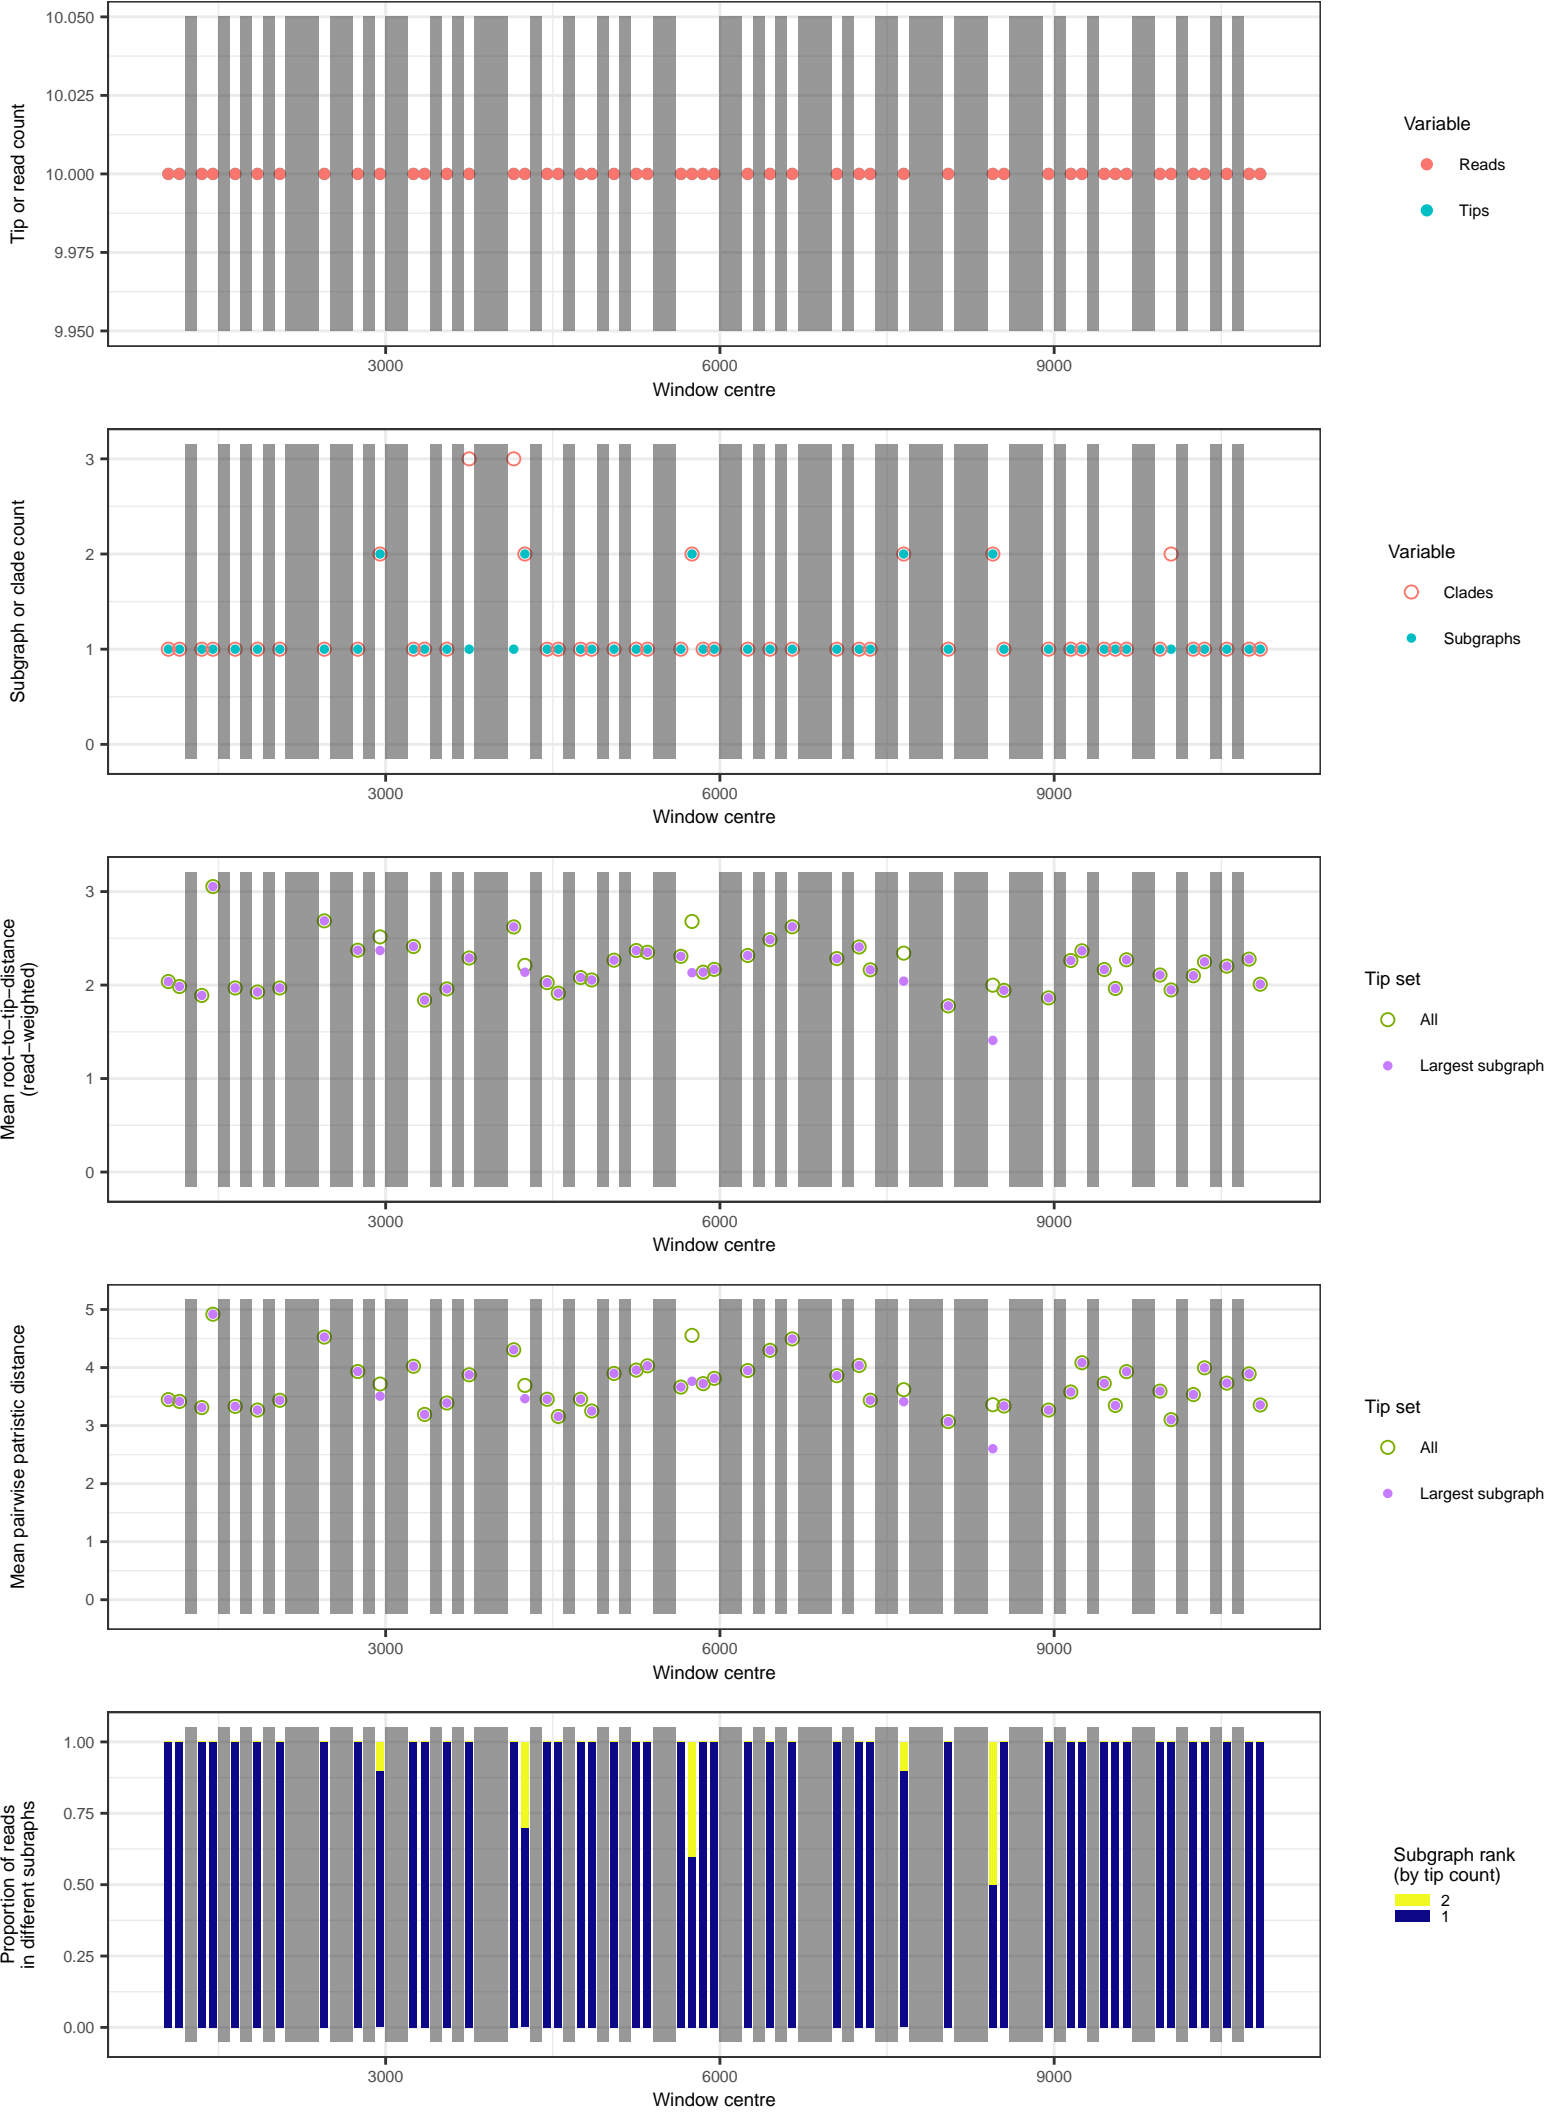 10.050
10.025
10.000
9.975
9.950
Tip or read count
3000
6000
9000
Window centre
Variable
Reads
Tips
3
2
1
0
Subgraph or clade count
3000
6000
9000
Window centre
Variable
Clades
Subgraphs
3
2
1
0
Mean root−to−tip−distance
(read−weighted)
3000
6000
9000
Window centre
Tip set
All
Largest subgraph
5
4
3
2
1
0
Mean pairwise patristic distance
3000
6000
9000
Window centre
Tip set
All
Largest subgraph
1.00
0.75
0.50
0.25
0.00
Proportion of reads
in different subraphs
3000
6000
9000
Window centre
Subgraph rank
(by tip count)
2
1